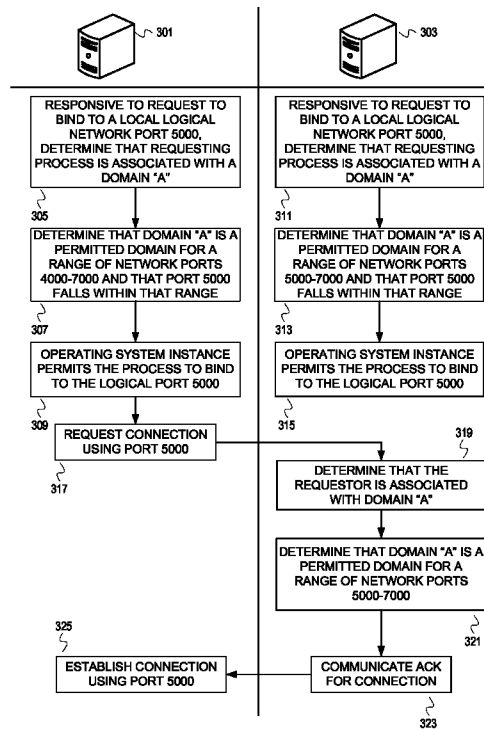 301
303
RESPONSIVE TO REQUEST TO
BIND TO A LOCAL LOGICAL
NETWORK PORT 5000,
DETERMINE THAT REQUESTING
PROCESS IS ASSOCIATED WITH A
DOMAIN "A"
305
DETERMINE THAT DOMAIN "A" IS A
PERMITTED DOMAIN FOR A
RANGE OF NETWORK PORTS
4000-7000 AND THAT PORT 5000
FALLS WITHIN THAT RANGE
307
OPERATING SYSTEM INSTANCE
PERMITS THE PROCESS TO BIND
TO THE LOGICAL PORT 5000
309
REQUEST CONNECTION
USING PORT 5000
317
RESPONSIVE TO REQUEST TO
BIND TO A LOCAL LOGICAL
NETWORK PORT 5000,
DETERMINE THAT REQUESTING
PROCESS IS ASSOCIATED WITH A
DOMAIN "A"
311
DETERMINE THAT DOMAIN "A" IS A
PERMITTED DOMAIN FOR A
RANGE OF NETWORK PORTS
5000-7000 AND THAT PORT 5000
FALLS WITHIN THAT RANGE
313
OPERATING SYSTEM INSTANCE
PERMITS THE PROCESS TO BIND
TO THE LOGICAL PORT 5000
315
319
DETERMINE THAT THE
REQUESTOR IS ASSOCIATED
WITH DOMAIN "A"
DETERMINE THAT DOMAIN "A" IS A
PERMITTED DOMAIN FOR A
RANGE OF NETWORK PORTS
5000-7000
321
COMMUNICATE ACK
FOR CONNECTION
323
325
ESTABLISH CONNECTION
USING PORT 5000